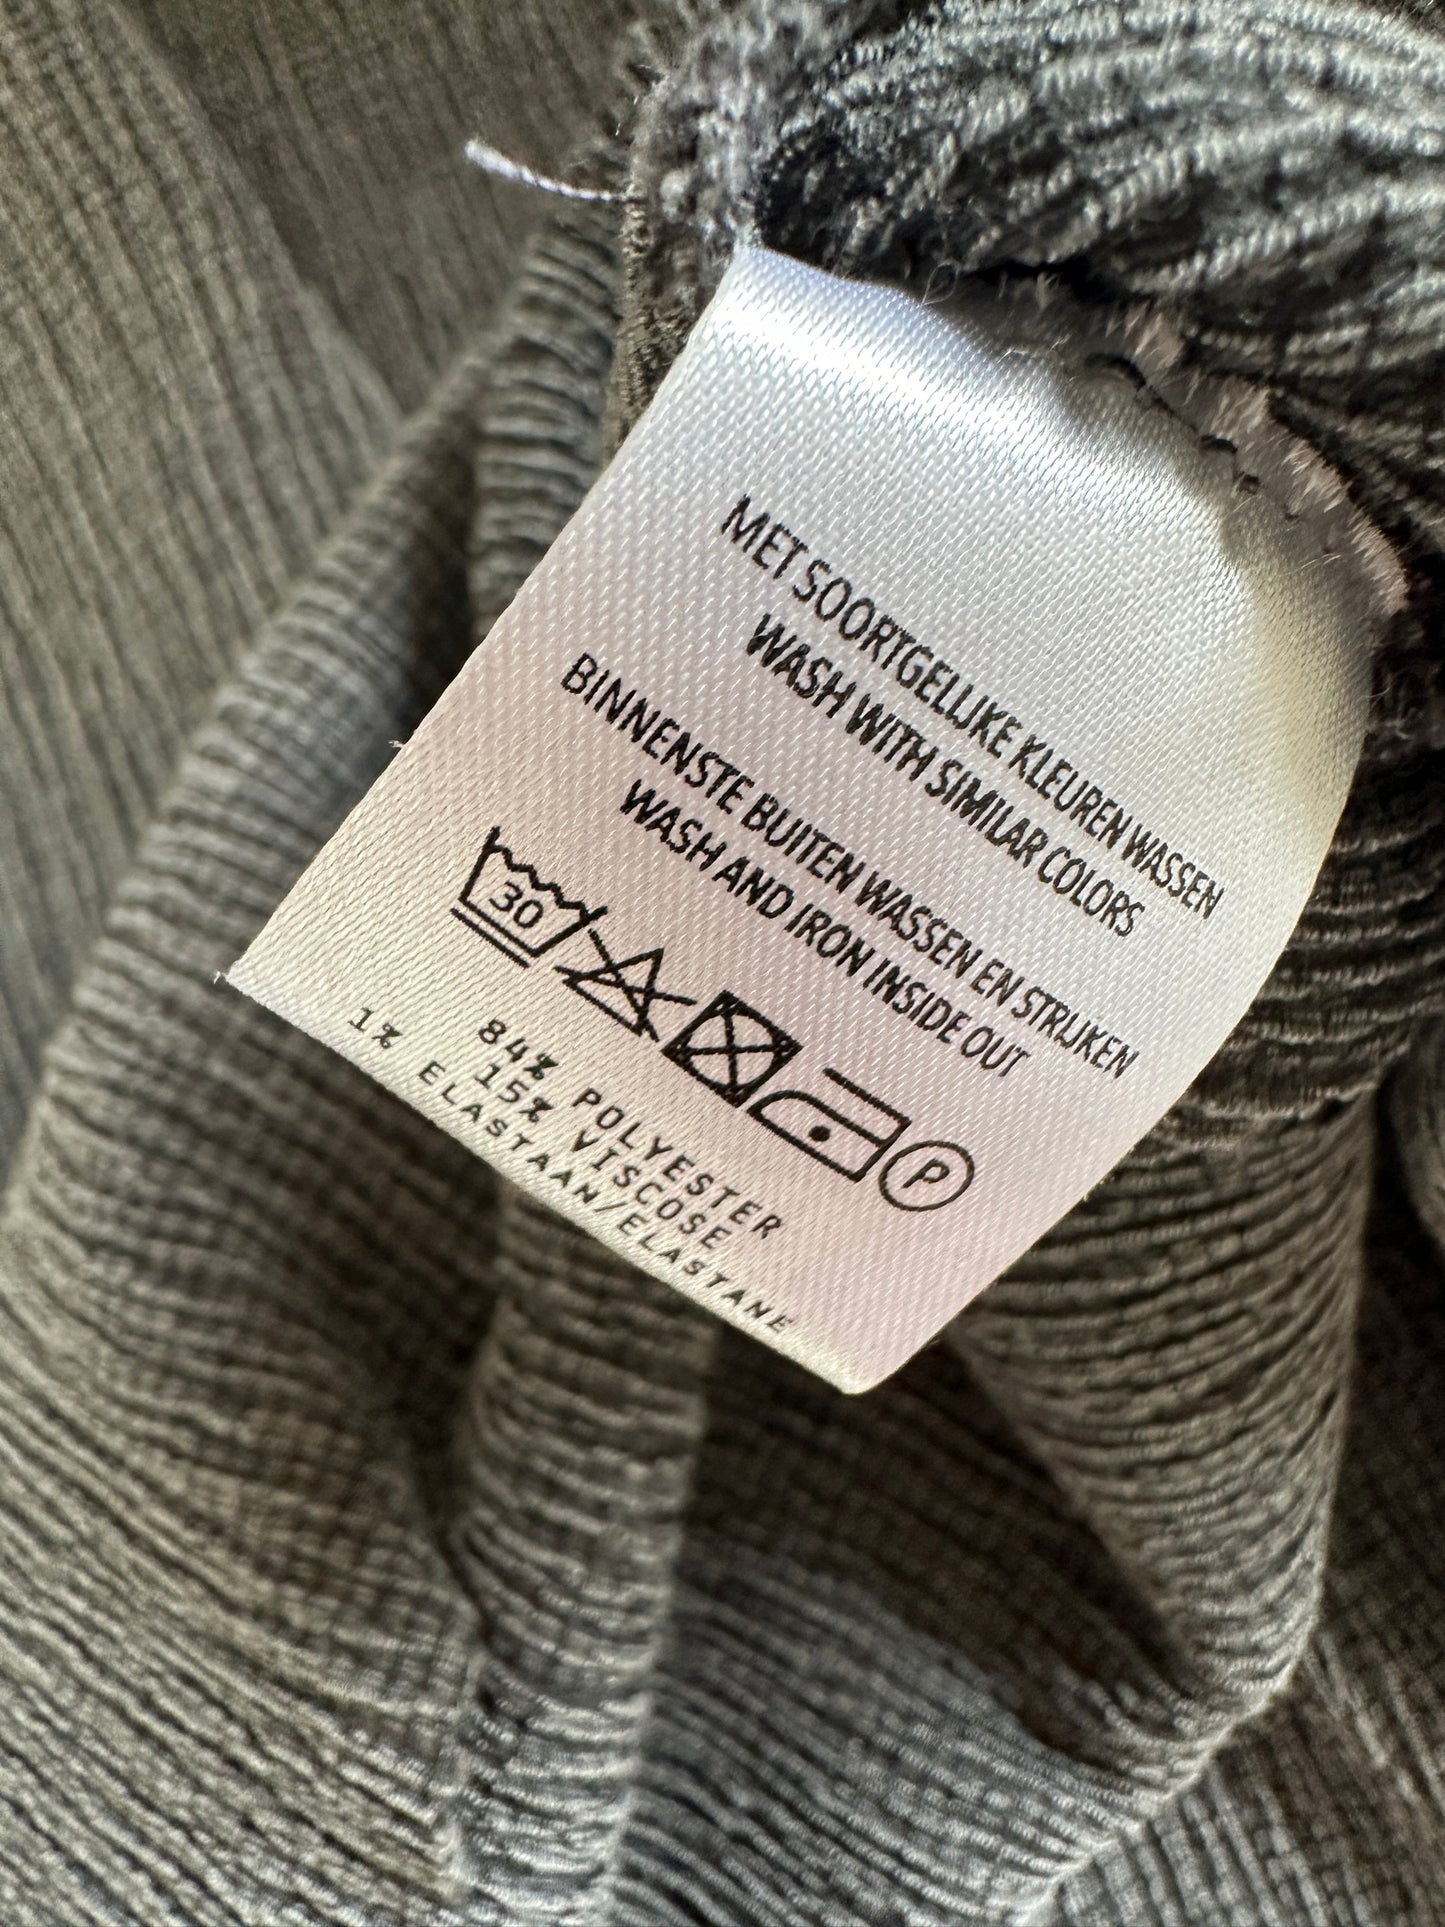 MET SOORTGELIJKE KLEUREN WASSEN
WASH WITH SIMILAR COLORS
BINNENSTE BUITEN WASSEN EN STRIJKEN
WASH AND IRON INSIDE OUT
30
P
84% POLYESTER
15% VISCOSE
1% ELASTAAN/ELASTANE